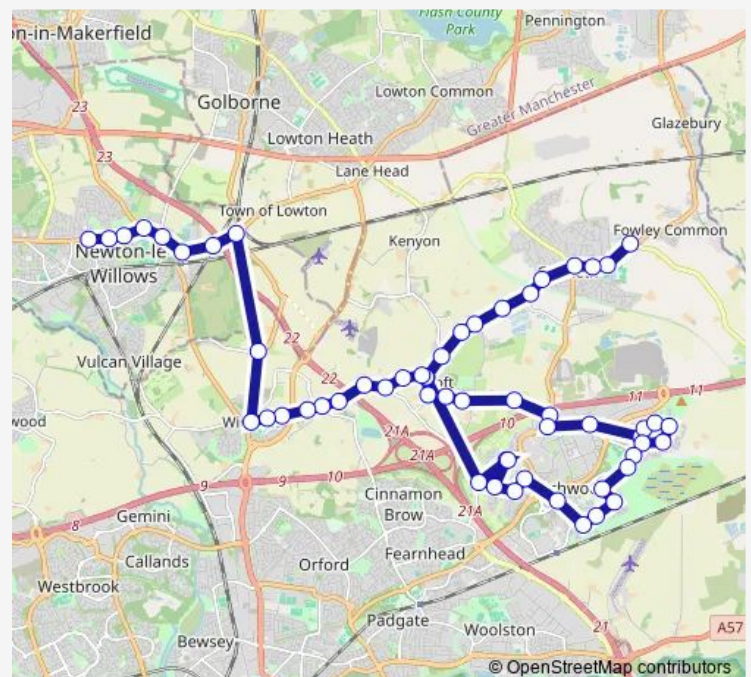 Flash County
Park
Pennington
on-in-Makerfield
23
Golborne
Lowton Common
Greater Manchester
Lowton Heath
Glazebury
23
Lane Head
Town of Lowton
Newton-le
Willows
Kenyon
Fowley Common
22
Vulcan Village
22
oft
11
11
wood
Wi
10
21A
9
21A
10
9
chwo
Cinnamon
Brow
21A
8
Gemini
Callands
Orford
Fearnhead
Westbrook
Padgate
Woolston
21
A57
Bewsey
© OpenStreetMap contributors